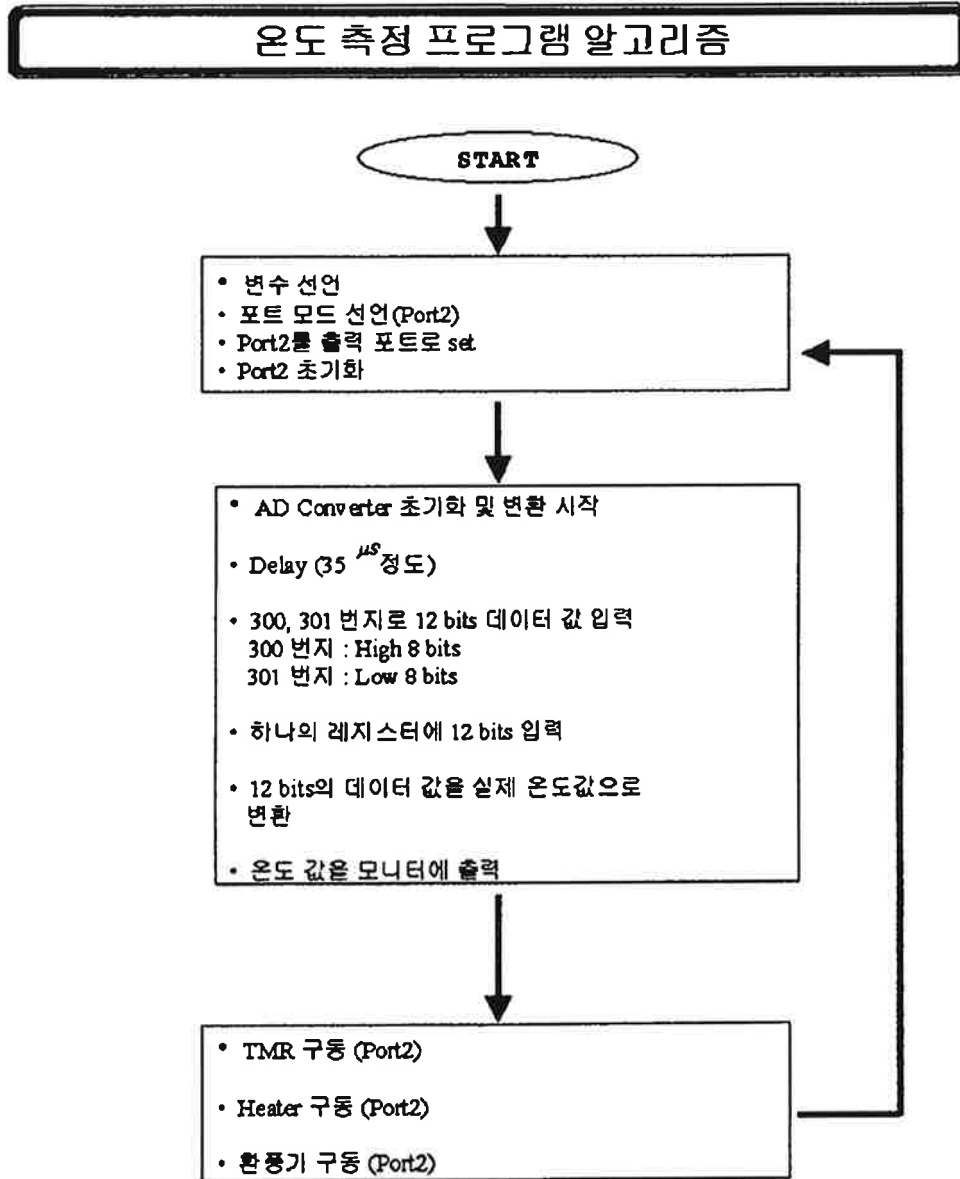 온도 측정 프로그램 알고리즘
START
• 변수 선언
• 포트 모드 선언(Port2)
• Port2를 출력 포트로 set
• Port2 초기화
• AD Converter 초기화 및 변환 시작
• Delay (35 μs정도)
• 300, 301 번지로 12 bits 데이터 값 입력
300 번지 : High 8 bits
301 번지 : Low 8 bits
• 하나의 레지스터에 12 bits 입력
• 12 bits의 데이터 값을 실제 온도값으로
변환
• 온도 값을 모니터에 출력
• TMR 구동 (Port2)
• Heater 구동 (Port2)
• 환풍기 구동 (Port2)